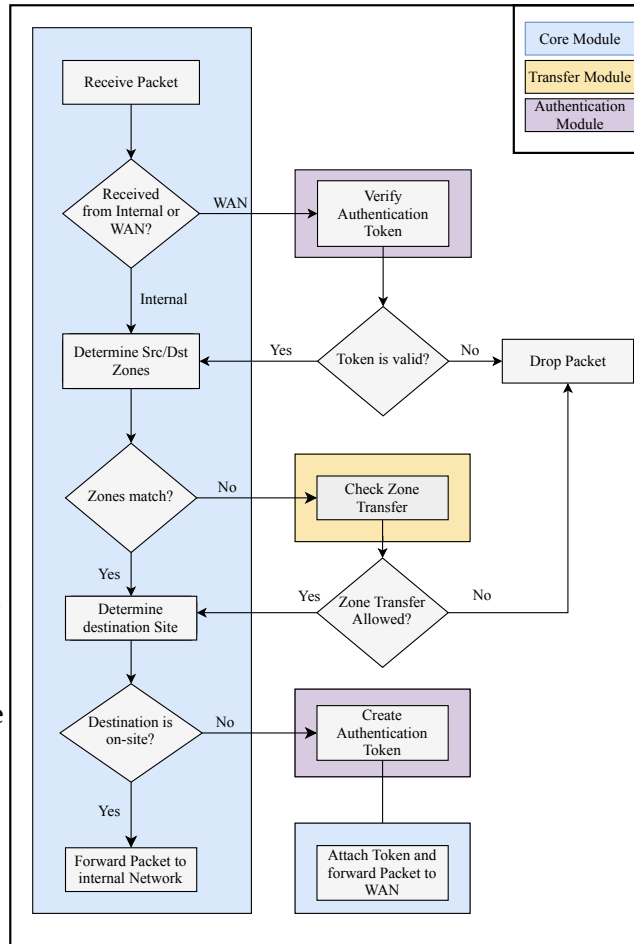 Core Module
Transfer Module
Authentication
Module
Receive Packet
Received
from Internal or
WAN?
WAN
Verify
Authentication
Token
Internal
Determine Src/Dst
Zones
Yes
Token is valid?
No
Drop Packet
Zones match?
No
Check Zone
Transfer
Yes
Determine
destination Site
Yes
Zone Transfer
Allowed?
No
e
Destination is
on-site?
No
Create
Authentication
Token
Yes
Forward Packet to
internal Network
Attach Token and
forward Packet to
WAN